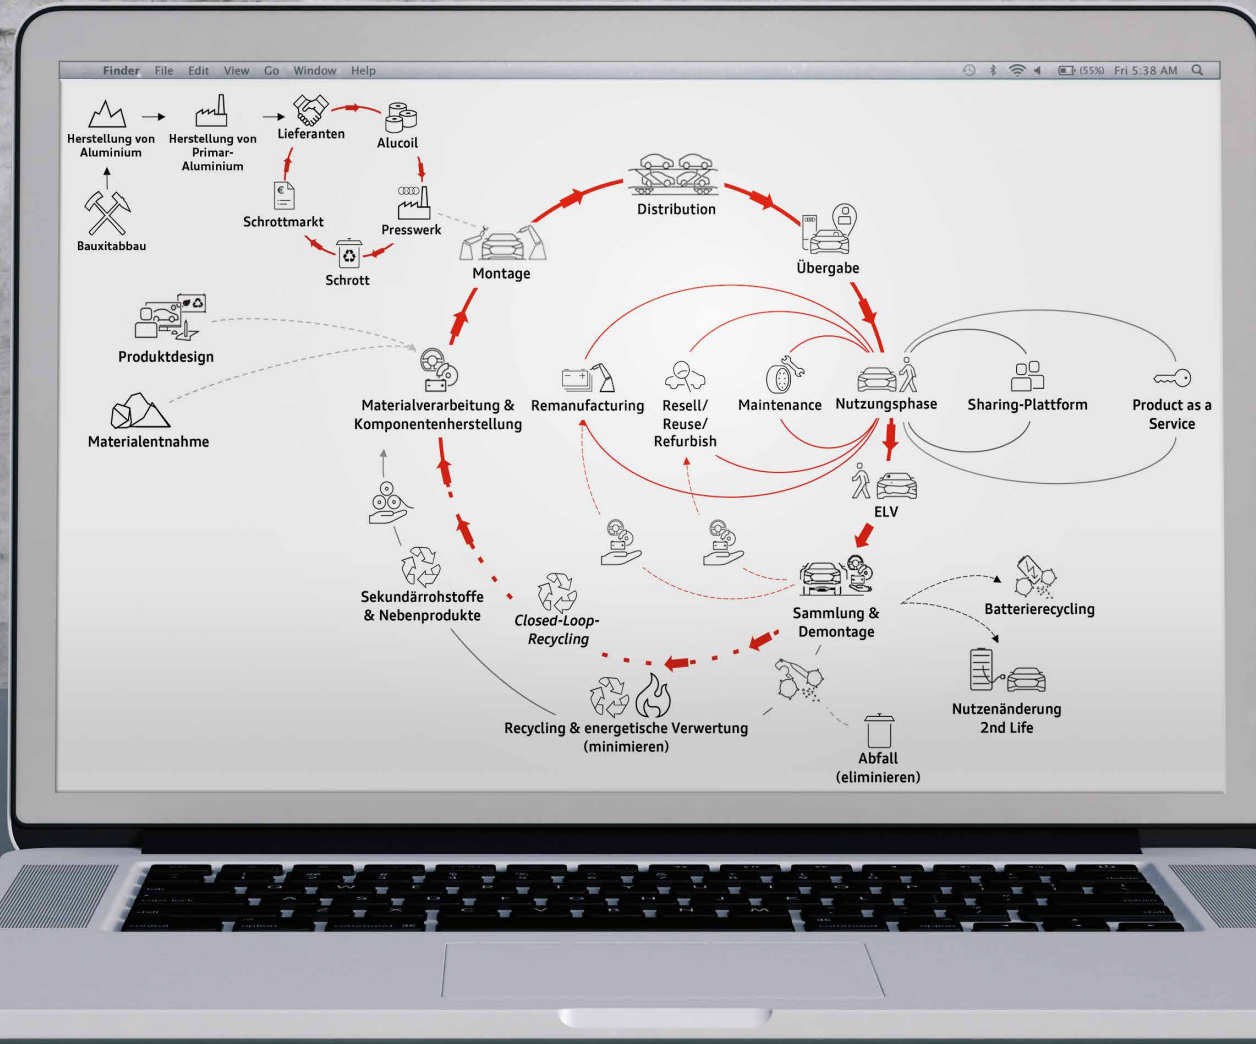 Finder File Edit View Go Window Help
(55%) Fri 5:38 AM
Herstellung von
Aluminium
Herstellung von
Primar-
Aluminium
Lieferanten
Alucoil
Bauxitabbau
Schrottmarkt
Presswerk
Schrott
Montage
Distribution
Übergabe
Produktdesign
Materialentnahme
Materialverarbeitung &
Komponentenherstellung
Remanufacturing
Resell/
Reuse/
Refurbish
Maintenance
Nutzungsphase
Sharing-Plattform
Product as a
Service
ELV
Sekundärrohstoffe
& Nebenprodukte
Closed-Loop-
Recycling
Sammlung &
Demontage
Batterierecycling
Nutzenänderung
2nd Life
Recycling & energetische Verwertung
(minimieren)
Abfall
(eliminieren)